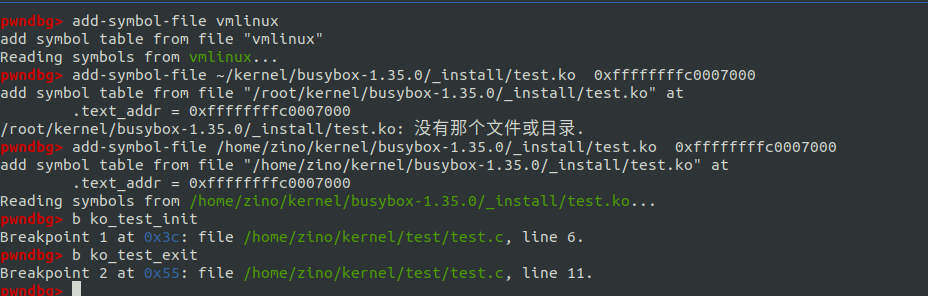 pwndbg> add-symbol-file vmlinux
add symbol table from file "vmlinux"
Reading symbols from vmlinux...
pwndbg> add-symbol-file ~/kernel/busybox-1.35.0/_install/test.ko  0xffffffffc0007000
add symbol table from file "/root/kernel/busybox-1.35.0/_install/test.ko" at
        .text_addr = 0xffffffffc0007000
/root/kernel/busybox-1.35.0/_install/test.ko: 没有那个文件或目录.
pwndbg> add-symbol-file /home/zino/kernel/busybox-1.35.0/_install/test.ko  0xffffffffc0007000
add symbol table from file "/home/zino/kernel/busybox-1.35.0/_install/test.ko" at
        .text_addr = 0xffffffffc0007000
Reading symbols from /home/zino/kernel/busybox-1.35.0/_install/test.ko...
pwndbg> b ko_test_init
Breakpoint 1 at 0x3c: file /home/zino/kernel/test/test.c, line 6.
pwndbg> b ko_test_exit
Breakpoint 2 at 0x55: file /home/zino/kernel/test/test.c, line 11.
pwndbg>